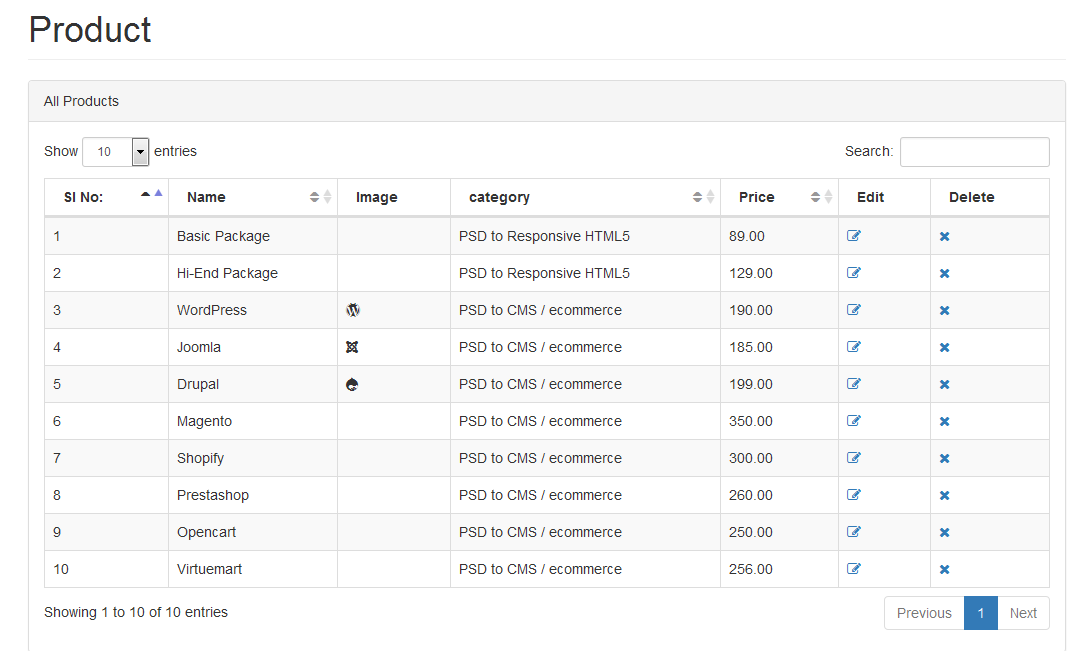 Product
All Products
Show 10 entries Search:
Sl No: Name Image category Price Edit Delete
1 Basic Package PSD to Responsive HTML5 89.00
2 Hi-End Package PSD to Responsive HTML5 129.00
3 WordPress PSD to CMS / ecommerce 190.00
4 Joomla PSD to CMS / ecommerce 185.00
5 Drupal PSD to CMS / ecommerce 199.00
6 Magento PSD to CMS / ecommerce 350.00
7 Shopify PSD to CMS / ecommerce 300.00
8 Prestashop PSD to CMS / ecommerce 260.00
9 Opencart PSD to CMS / ecommerce 250.00
10 Virtuemart PSD to CMS / ecommerce 256.00
Showing 1 to 10 of 10 entries Previous 1 Next